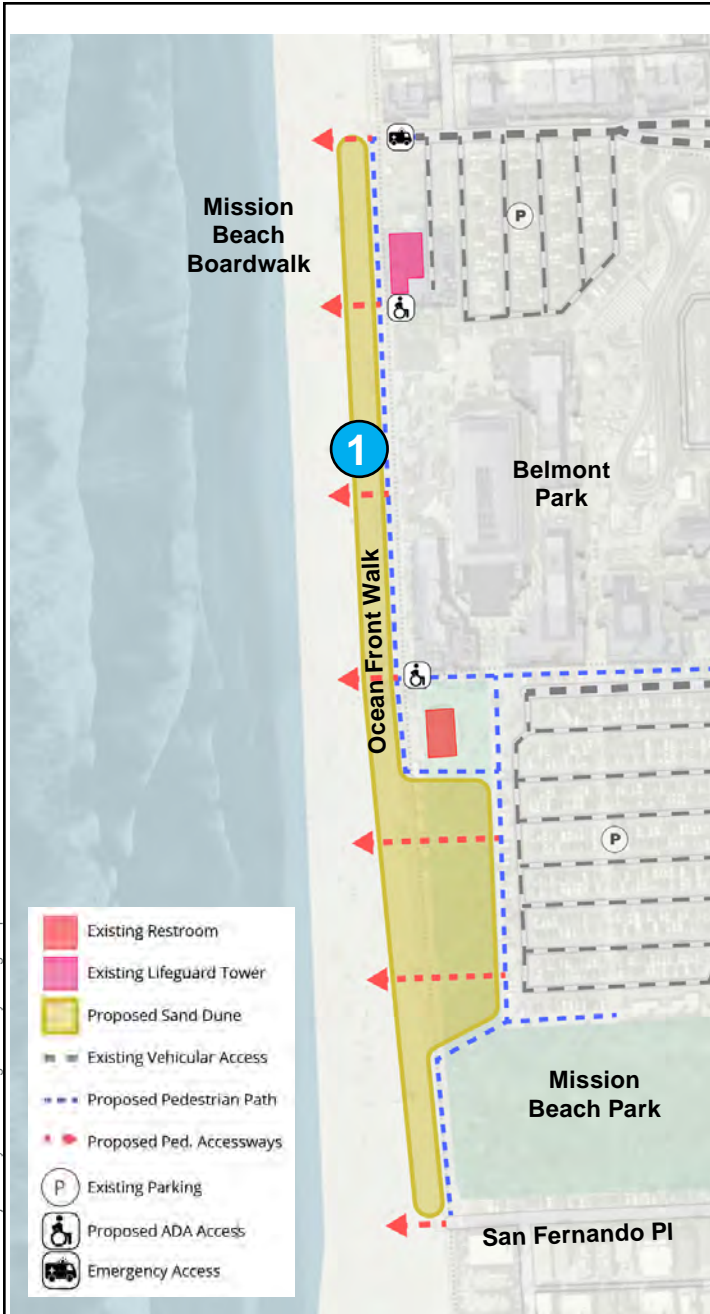 Mission
Beach
Boardwalk
P
1
Belmont
Park
Ocean Front Walk
P
Existing Restroom
Existing Lifeguard Tower
Proposed Sand Dune
Existing Vehicular Access
Proposed Pedestrian Path
Proposed Ped. Accessways
P Existing Parking
Proposed ADA Access
Emergency Access
Mission
Beach Park
San Fernando Pl